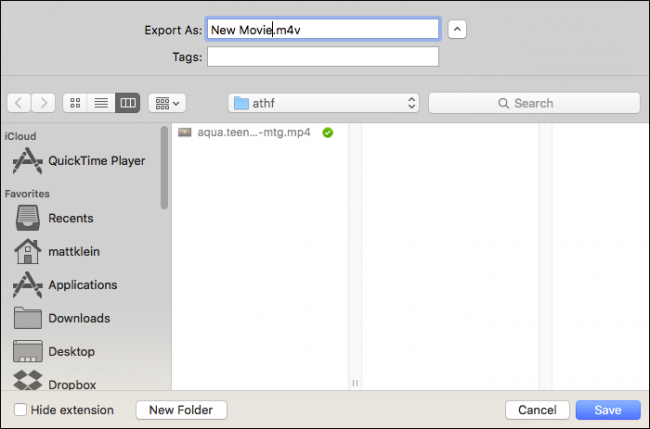 Export As: New Movie.m4v
Tags:
athf
Search
iCloud
aqua.teen...-mtg.mp4
QuickTime Player
Favorites
Recents
mattklein
Applications
Downloads
Desktop
Dropbox
Hide extension
New Folder
Cancel
Save